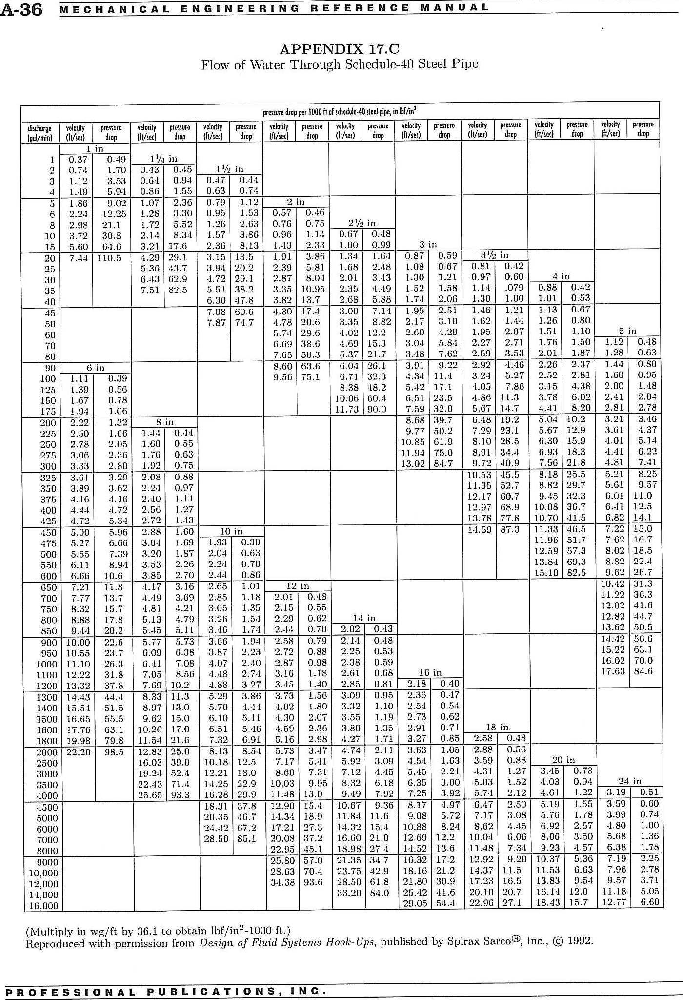 A-36 MECHANICAL ENGINEERING REFERENCE MANUAL
APPENDIX 17.C
Flow of Water Through Schedule-40 Steel Pipe
pressure drop per 1000 ft of schedule-40 steel pipe, in lbf/in²
discharge velocity pressure velocity pressure velocity pressure velocity pressure velocity pressure velocity pressure velocity pressure velocity pressure velocity pressure
(gal/min) (ft/sec) drop (ft/sec) drop (ft/sec) drop (ft/sec) drop (ft/sec) drop (ft/sec) drop (ft/sec) drop (ft/sec) drop (ft/sec) drop
1 in
1 0.37 0.49 1¼ in
2 0.74 1.70 0.43 0.45 1½ in
3 1.12 3.53 0.64 0.94 0.47 0.44
4 1.49 5.94 0.86 1.55 0.63 0.74
5 1.86 9.02 1.07 2.36 0.79 1.12 2 in
6 2.24 12.25 1.28 3.30 0.95 1.53 0.57 0.46
8 2.98 21.1 1.72 5.52 1.26 2.63 0.76 0.75 2½ in
10 3.72 30.8 2.14 8.34 1.57 3.86 0.96 1.14 0.67 0.48
15 5.60 64.6 3.21 17.6 2.36 8.13 1.43 2.33 1.00 0.99 3 in
20 7.44 110.5 4.29 29.1 3.15 13.5 1.91 3.86 1.34 1.64 0.87 0.59 3½ in
25 5.36 43.7 3.94 20.2 2.39 5.81 1.68 2.48 1.08 0.67 0.81 0.42
30 6.43 62.9 4.72 29.1 2.87 8.04 2.01 3.43 1.30 1.21 0.97 0.60 4 in
35 7.51 82.5 5.51 38.2 3.35 10.95 2.35 4.49 1.52 1.58 1.14 .079 0.88 0.42
40 6.30 47.8 3.82 13.7 2.68 5.88 1.74 2.06 1.30 1.00 1.01 0.53
45 7.08 60.6 4.30 17.4 3.00 7.14 1.95 2.51 1.46 1.21 1.13 0.67
50 7.87 74.7 4.78 20.6 3.35 8.82 2.17 3.10 1.62 1.44 1.26 0.80
60 5.74 29.6 4.02 12.2 2.60 4.29 1.95 2.07 1.51 1.10 5 in
70 6.69 38.6 4.69 15.3 3.04 5.84 2.27 2.71 1.76 1.50 1.12 0.48
80 7.65 50.3 5.37 21.7 3.48 7.62 2.59 3.53 2.01 1.87 1.28 0.63
90 6 in 8.60 63.6 6.04 26.1 3.91 9.22 2.92 4.46 2.26 2.37 1.44 0.80
100 1.11 0.39 9.56 75.1 6.71 32.3 4.34 11.4 3.24 5.27 2.52 2.81 1.60 0.95
125 1.39 0.56 8.38 48.2 5.42 17.1 4.05 7.86 3.15 4.38 2.00 1.48
150 1.67 0.78 10.06 60.4 6.51 23.5 4.86 11.3 3.78 6.02 2.41 2.04
175 1.94 1.06 11.73 90.0 7.59 32.0 5.67 14.7 4.41 8.20 2.81 2.78
200 2.22 1.32 8 in 8.68 39.7 6.48 19.2 5.04 10.2 3.21 3.46
225 2.50 1.66 1.44 0.44 9.77 50.2 7.29 23.1 5.67 12.9 3.61 4.37
250 2.78 2.05 1.60 0.55 10.85 61.9 8.10 28.5 6.30 15.9 4.01 5.14
275 3.06 2.36 1.76 0.63 11.94 75.0 8.91 34.4 6.93 18.3 4.41 6.22
300 3.33 2.80 1.92 0.75 13.02 84.7 9.72 40.9 7.56 21.8 4.81 7.41
325 3.61 3.29 2.08 0.88 10.53 45.5 8.18 25.5 5.21 8.25
350 3.89 3.62 2.24 0.97 11.35 52.7 8.82 29.7 5.61 9.57
375 4.16 4.16 2.40 1.11 12.17 60.7 9.45 32.3 6.01 11.0
400 4.44 4.72 2.56 1.27 12.97 68.9 10.08 36.7 6.41 12.5
425 4.72 5.34 2.72 1.43 13.78 77.8 10.70 41.5 6.82 14.1
450 5.00 5.96 2.88 1.60 10 in 14.59 87.3 11.33 46.5 7.22 15.0
475 5.27 6.66 3.04 1.69 1.93 0.30 11.96 51.7 7.62 16.7
500 5.55 7.39 3.20 1.87 2.04 0.63 12.59 57.3 8.02 18.5
550 6.11 8.94 3.53 2.26 2.24 0.70 13.84 69.3 8.82 22.4
600 6.66 10.6 3.85 2.70 2.44 0.86 15.10 82.5 9.62 26.7
650 7.21 11.8 4.17 3.16 2.65 1.01 12 in 10.42 31.3
700 7.77 13.7 4.49 3.69 2.85 1.18 2.01 0.48 11.22 36.3
750 8.32 15.7 4.81 4.21 3.05 1.35 2.15 0.55 12.02 41.6
800 8.88 17.8 5.13 4.79 3.26 1.54 2.29 0.62 14 in 12.82 44.7
850 9.44 20.2 5.45 5.11 3.46 1.74 2.44 0.70 2.02 0.43 13.62 50.5
900 10.00 22.6 5.77 5.73 3.66 1.94 2.58 0.79 2.14 0.48 14.42 56.6
950 10.55 23.7 6.09 6.38 3.87 2.23 2.72 0.88 2.25 0.53 15.22 63.1
1000 11.10 26.3 6.41 7.08 4.07 2.40 2.87 0.98 2.38 0.59 16.02 70.0
1100 12.22 31.8 7.05 8.56 4.48 2.74 3.16 1.18 2.61 0.68 16 in 17.63 84.6
1200 13.32 37.8 7.69 10.2 4.88 3.27 3.45 1.40 2.85 0.81 2.18 0.40
1300 14.43 44.4 8.33 11.3 5.29 3.86 3.73 1.56 3.09 0.95 2.36 0.47
1400 15.54 51.5 8.97 13.0 5.70 4.44 4.02 1.80 3.32 1.10 2.54 0.54
1500 16.65 55.5 9.62 15.0 6.10 5.11 4.30 2.07 3.55 1.19 2.73 0.62
1600 17.76 63.1 10.26 17.0 6.51 5.46 4.59 2.36 3.80 1.35 2.91 0.71 18 in
1800 19.98 79.8 11.54 21.6 7.32 6.91 5.16 2.98 4.27 1.71 3.27 0.85 2.58 0.48
2000 22.20 98.5 12.83 25.0 8.13 8.54 5.73 3.47 4.74 2.11 3.63 1.05 2.88 0.56
2500 16.03 39.0 10.18 12.5 7.17 5.41 5.92 3.09 4.54 1.63 3.59 0.88 20 in
3000 19.24 52.4 12.21 18.0 8.60 7.31 7.12 4.45 5.45 2.21 4.31 1.27 3.45 0.73
3500 22.43 71.4 14.25 22.9 10.03 9.95 8.32 6.18 6.35 3.00 5.03 1.52 4.03 0.94 24 in
4000 25.65 93.3 16.28 29.9 11.48 13.0 9.49 7.92 7.25 3.92 5.74 2.12 4.61 1.22 3.19 0.51
4500 18.31 37.8 12.90 15.4 10.67 9.36 8.17 4.97 6.47 2.50 5.19 1.55 3.59 0.60
5000 20.35 46.7 14.34 18.9 11.84 11.6 9.08 5.72 7.17 3.08 5.76 1.78 3.99 0.74
6000 24.42 67.2 17.21 27.3 14.32 15.4 10.88 8.24 8.62 4.45 6.92 2.57 4.80 1.00
7000 28.50 85.1 20.08 37.2 16.60 21.0 12.69 12.2 10.04 6.06 8.06 3.50 5.68 1.36
8000 22.95 45.1 18.98 27.4 14.52 13.6 11.48 7.34 9.23 4.57 6.38 1.78
9000 25.80 57.0 21.35 34.7 16.32 17.2 12.92 9.20 10.37 5.36 7.19 2.25
10,000 28.63 70.4 23.75 42.9 18.16 21.2 14.37 11.5 11.53 6.63 7.96 2.78
12,000 34.38 93.6 28.50 61.8 21.80 30.9 17.23 16.5 13.83 9.54 9.57 3.71
14,000 33.20 84.0 25.42 41.6 20.10 20.7 16.14 12.0 11.18 5.05
16,000 29.05 54.4 22.96 27.1 18.43 15.7 12.77 6.60
(Multiply in wg/ft by 36.1 to obtain lbf/in²-1000 ft.)
Reproduced with permission from Design of Fluid Systems Hook-Ups, published by Spirax Sarco®, Inc., © 1992.
PROFESSIONAL PUBLICATIONS, INC.